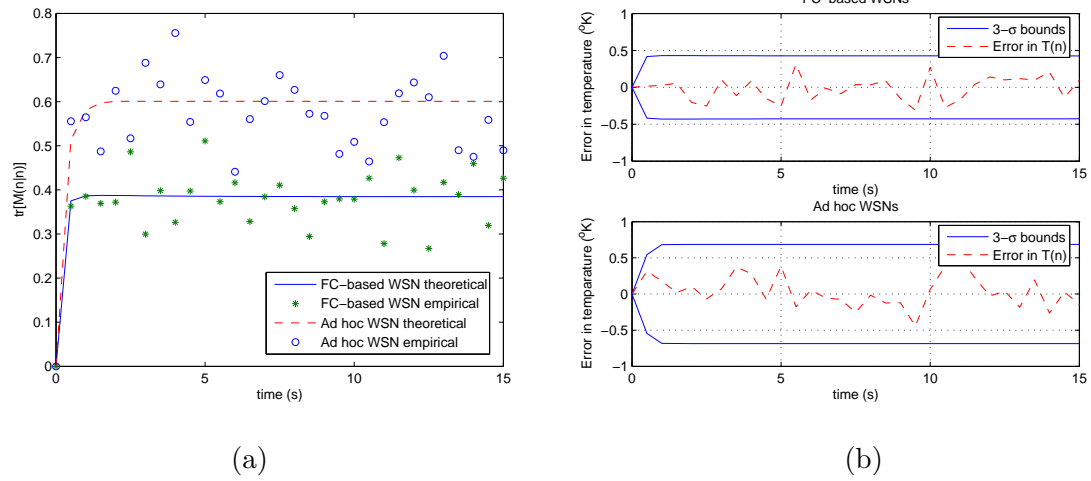 0.8
0.7
0.6
0.5
0.4
0.3
0.2
0.1
0
tr[M(n|n)]
0
5
10
15
time (s)
FC−based WSN theoretical
FC−based WSN empirical
Ad hoc WSN theoretical
Ad hoc WSN empirical
(a)
1
0.5
0
−0.5
−1
Error in temperature (°K)
0
5
10
15
time (s)
3−σ bounds
Error in T(n)
Ad hoc WSNs
1
0.5
0
−0.5
−1
Error in temparature (°K)
0
5
10
15
time (s)
3−σ bounds
Error in T(n)
(b)